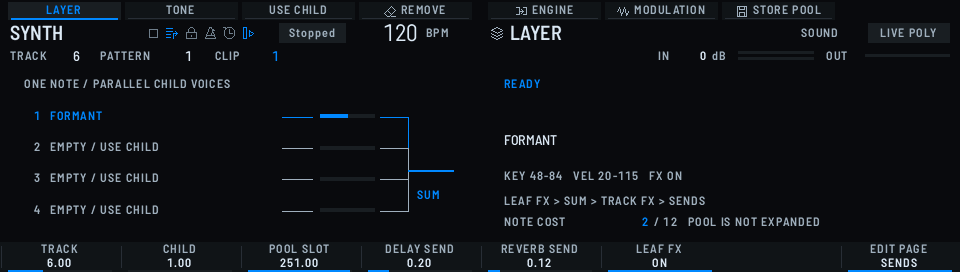 LAYER TONE USE CHILD REMOVE ENGINE MODULATION STORE POOL
SYNTH Stopped 120 BPM LAYER SOUND LIVE POLY
TRACK 6 PATTERN 1 CLIP 1 IN 0 dB OUT
ONE NOTE / PARALLEL CHILD VOICES READY
1 FORMANT
2 EMPTY / USE CHILD
3 EMPTY / USE CHILD
4 EMPTY / USE CHILD
SUM
FORMANT
KEY 48-84 VEL 20-115 FX ON
LEAF FX > SUM > TRACK FX > SENDS
NOTE COST 2 / 12 POOL IS NOT EXPANDED
TRACK CHILD POOL SLOT DELAY SEND REVERB SEND LEAF FX EDIT PAGE
6.00 1.00 251.00 0.20 0.12 ON SENDS